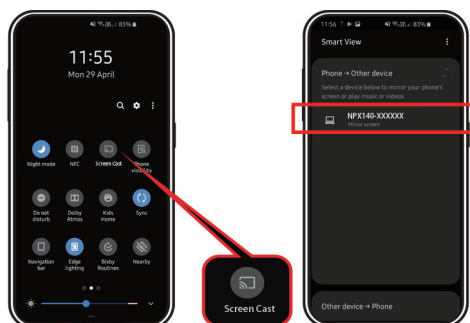 83%
11:55
Mon 29 April
Night mode
NFC
Screen Cast
Phone
visibility
Do not
disturb
Dolby
Atmos
Kids
Home
Sync
Navigation
bar
Edge
lighting
Bixby
Routines
Nearby
Screen Cast
11:56
83%
Smart View
Phone → Other device
Select a device below to mirror your phone's
screen or play music or videos.
NPX140-XXXXXX
Mirror screen
Other device → Phone